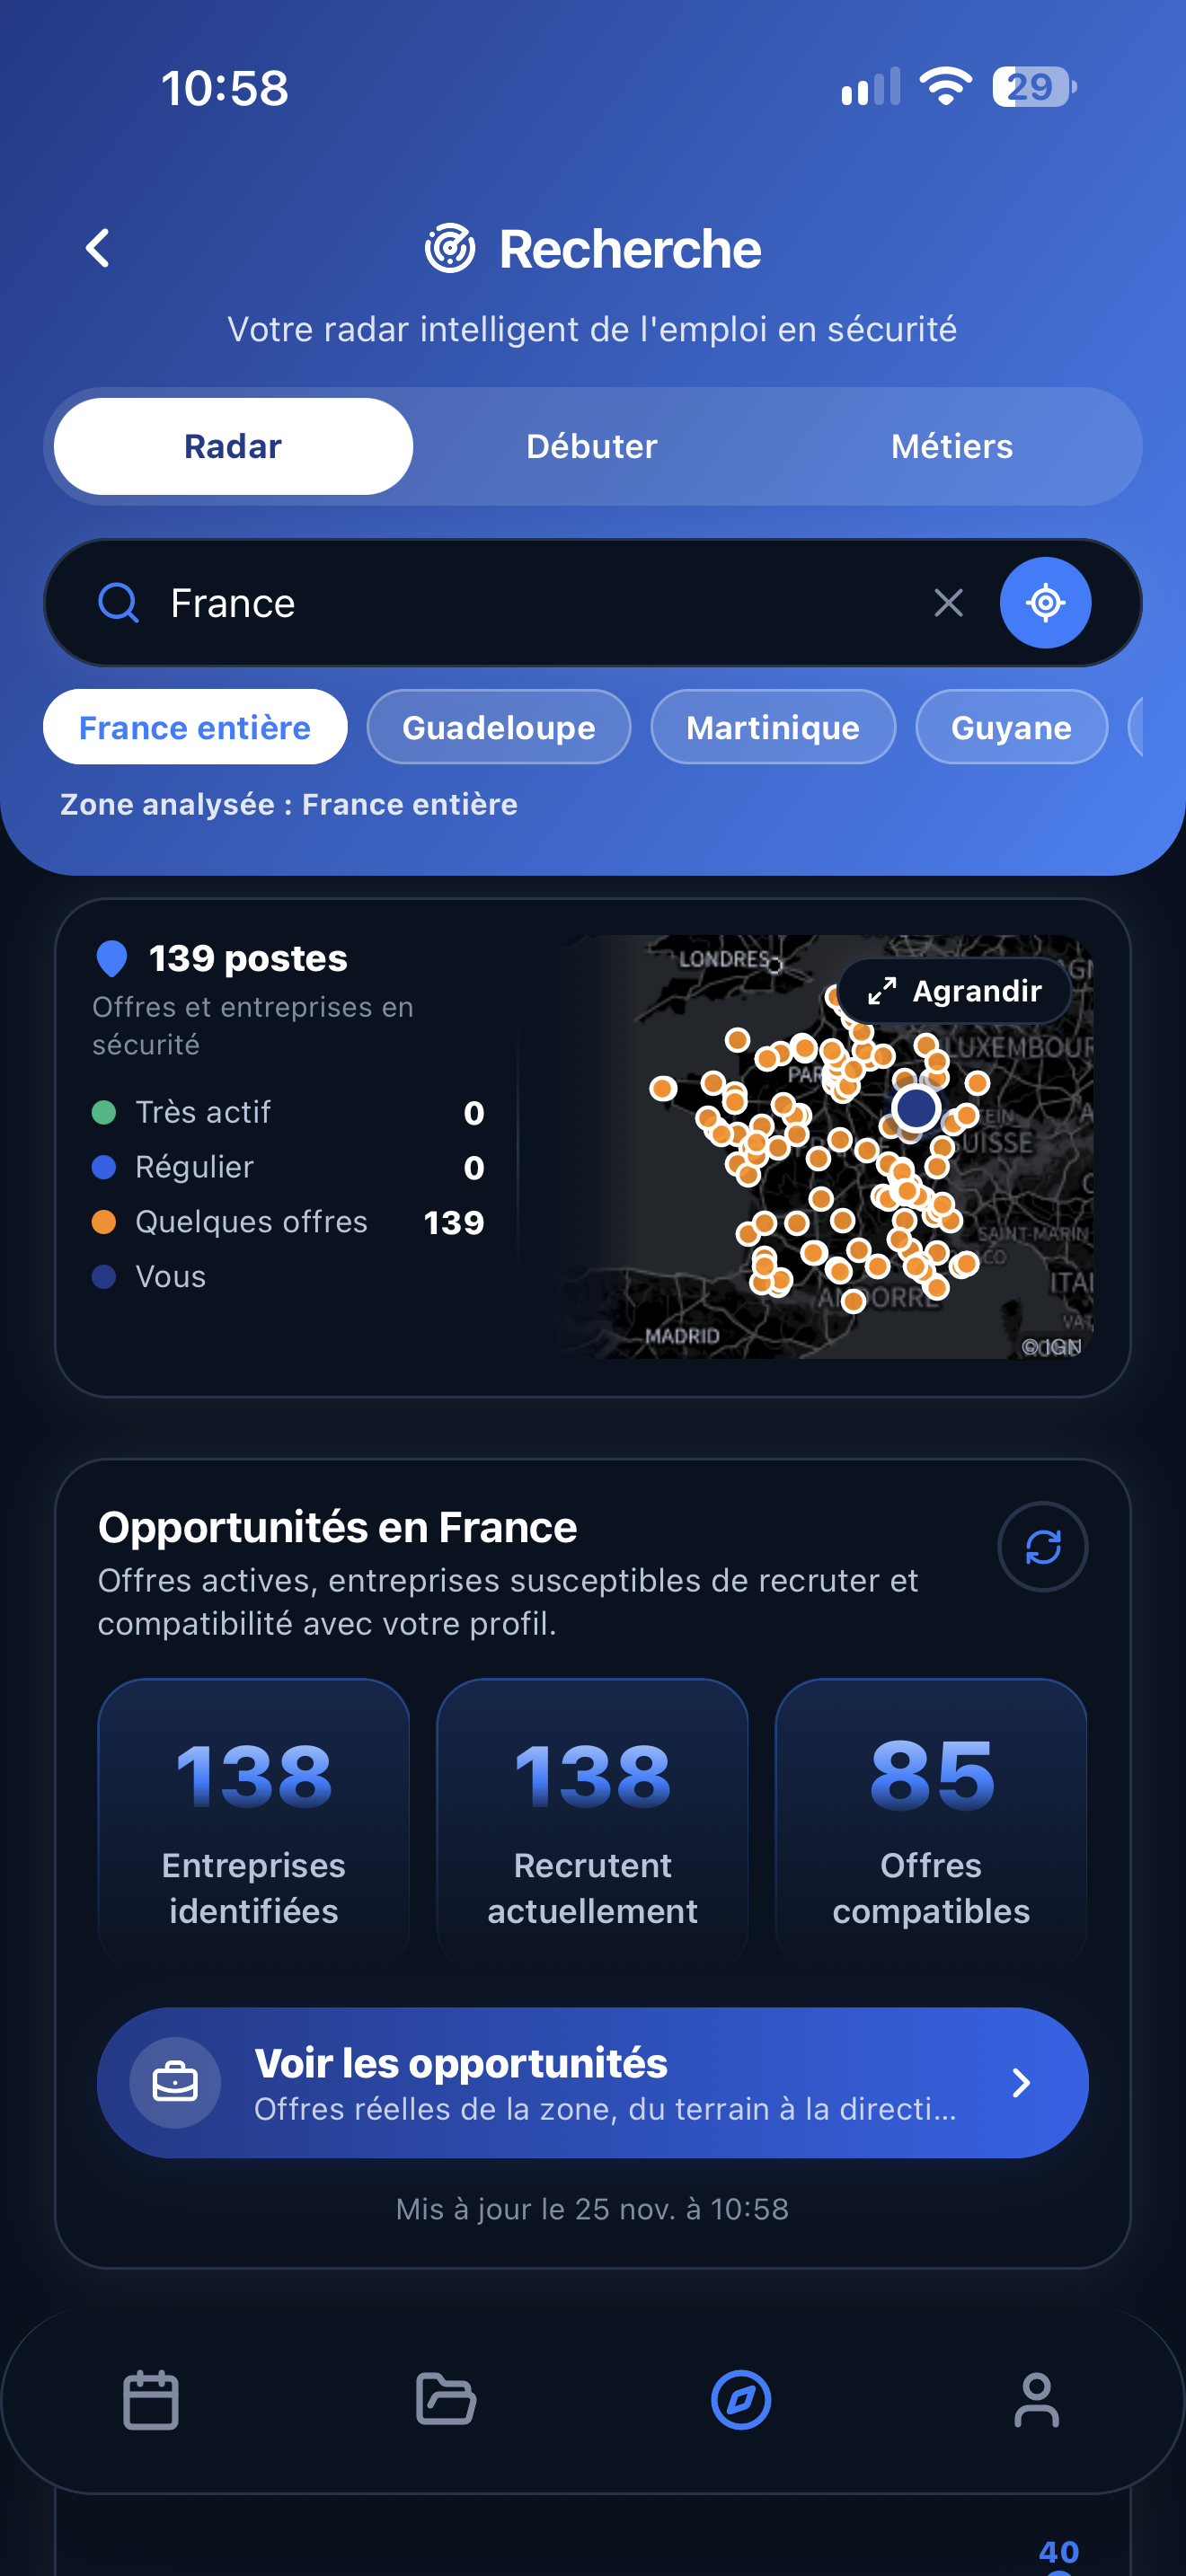 10:58
29
Recherche
Votre radar intelligent de l'emploi en sécurité
Radar
Débuter
Métiers
France
France entière
Guadeloupe
Martinique
Guyane
Zone analysée : France entière
139 postes
Offres et entreprises en
sécurité
Très actif 0
Régulier 0
Quelques offres 139
Vous
LONDRES
Agrandir
LUXEMBOUR
PAR
SUISSE
SAINT-MARIN
ITAI
ANDORRE
MADRID
© IGN
Opportunités en France
Offres actives, entreprises susceptibles de recruter et
compatibilité avec votre profil.
138
Entreprises
identifiées
138
Recrutent
actuellement
85
Offres
compatibles
Voir les opportunités
Offres réelles de la zone, du terrain à la directi...
Mis à jour le 25 nov. à 10:58
40